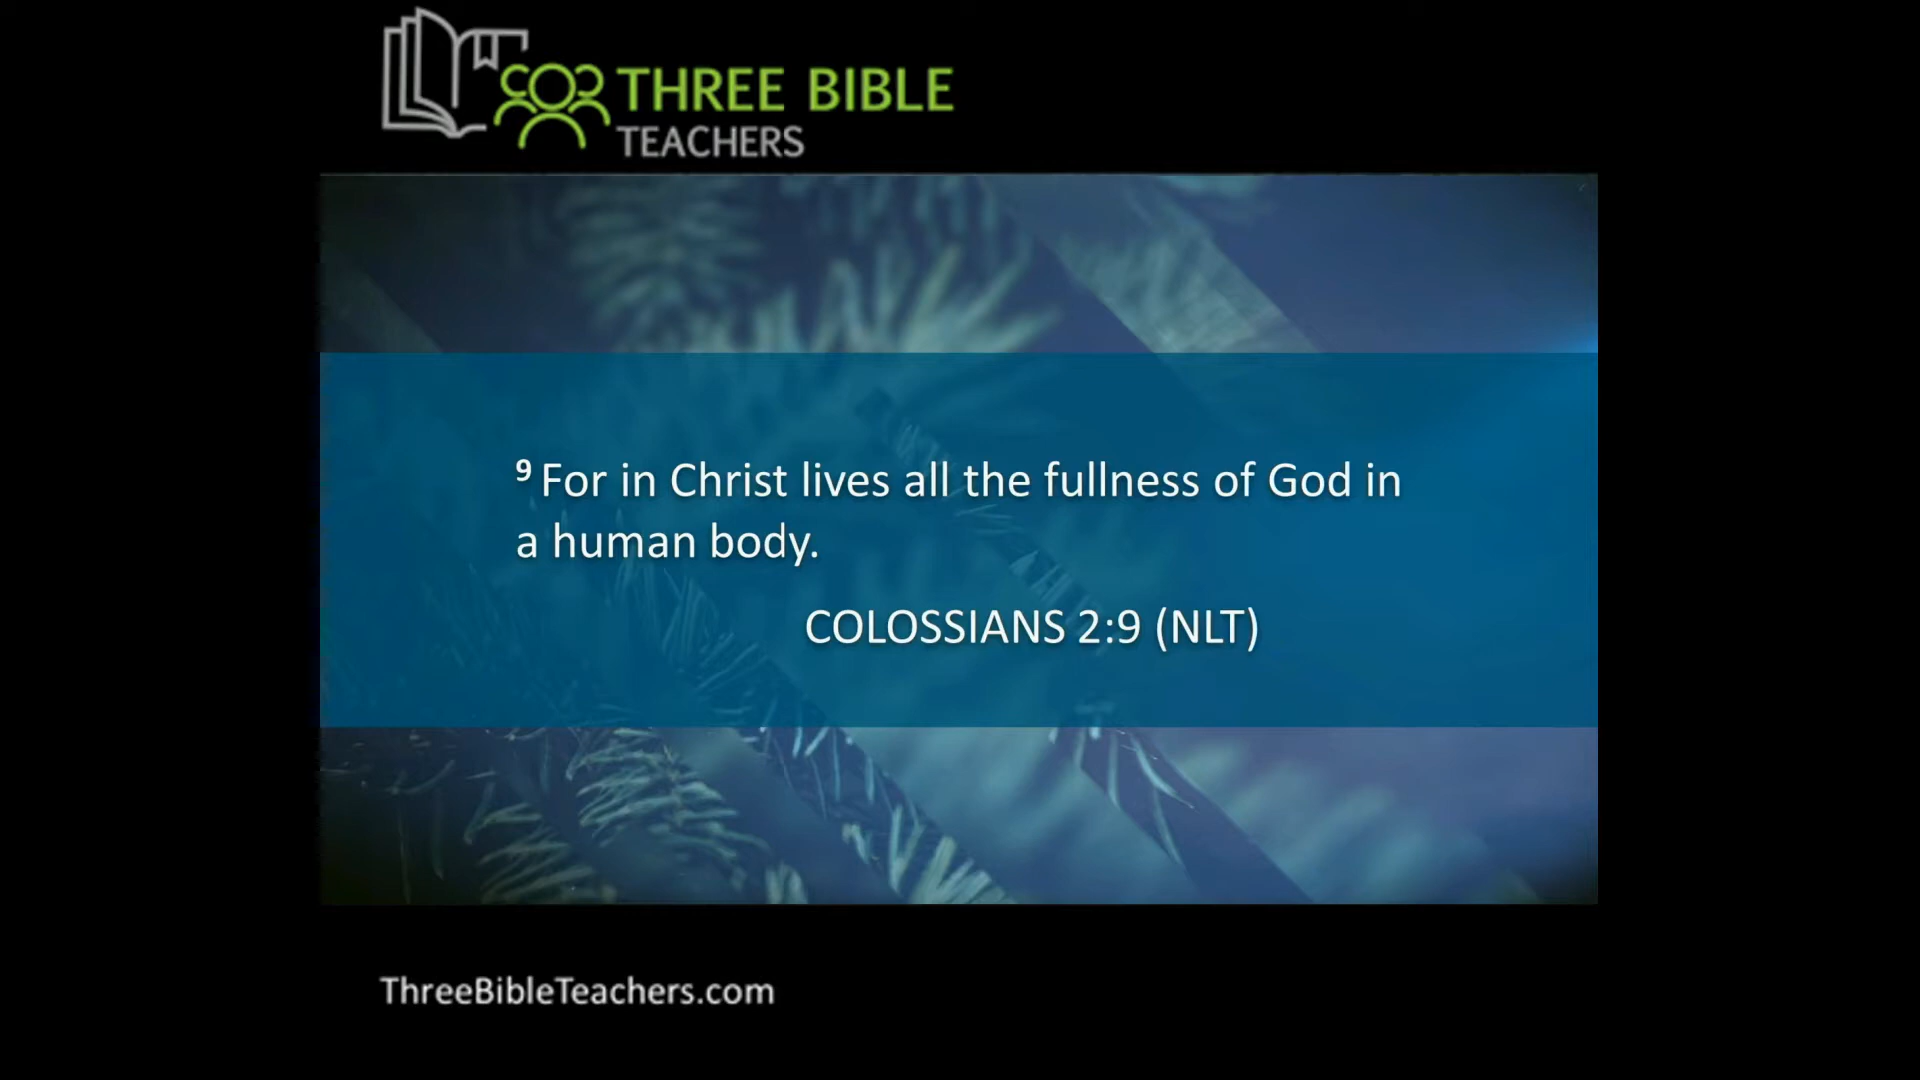 THREE BIBLE
TEACHERS
⁹ For in Christ lives all the fullness of God in
a human body.
COLOSSIANS 2:9 (NLT)
ThreeBibleTeachers.com